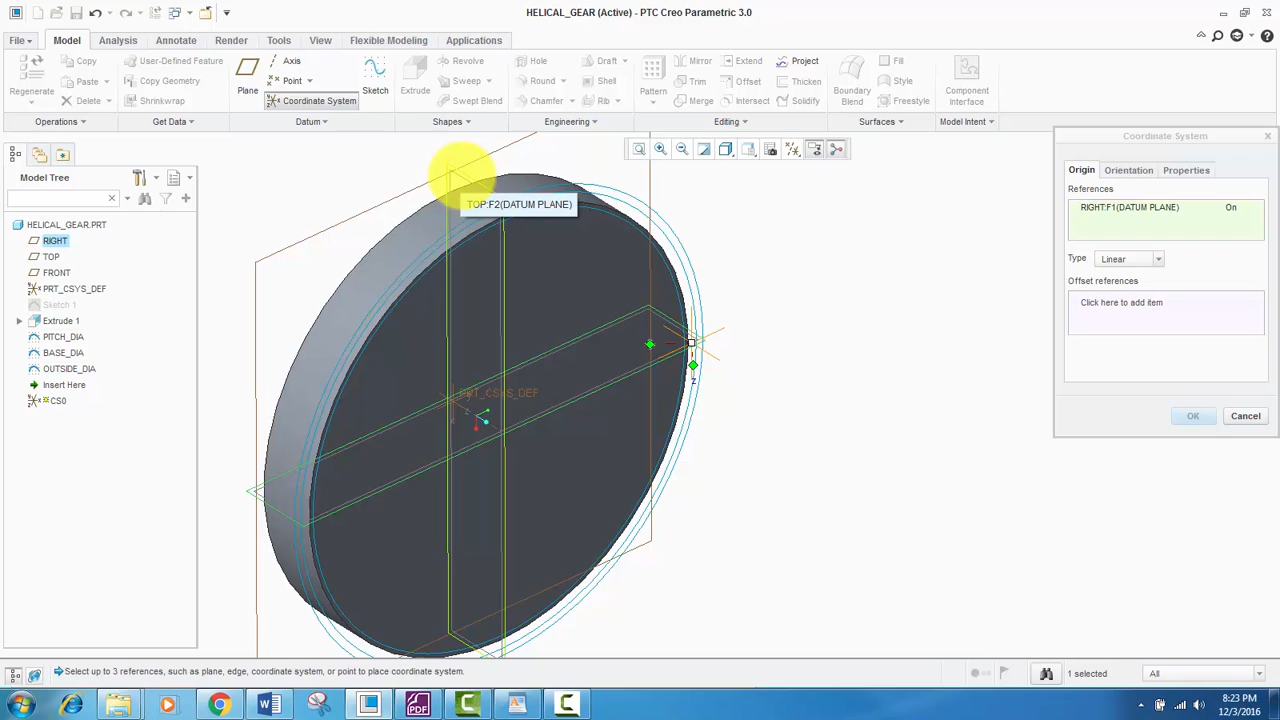 HELICAL_GEAR (Active) - PTC Creo Parametric 3.0
File Model Analysis Annotate Render Tools View Flexible Modeling Applications
Regenerate
Copy
Paste
Delete
Operations
User-Defined Feature
Copy Geometry
Shrinkwrap
Get Data
Plane
Axis
Point
Coordinate System
Sketch
Datum
Extrude
Revolve
Sweep
Swept Blend
Shapes
Hole
Round
Chamfer
Draft
Shell
Rib
Engineering
Pattern
Mirror
Trim
Merge
Extend
Offset
Intersect
Project
Thicken
Solidify
Editing
Boundary Blend
Fill
Style
Freestyle
Surfaces
Component Interface
Model Intent
Model Tree
HELICAL_GEAR.PRT
RIGHT
TOP
FRONT
PRT_CSYS_DEF
Sketch 1
Extrude 1
PITCH_DIA
BASE_DIA
OUTSIDE_DIA
Insert Here
CS0
TOP:F2(DATUM PLANE)
PRT_CSYS_DEF
z
Coordinate System
Origin Orientation Properties
References
RIGHT:F1(DATUM PLANE) On
Type Linear
Offset references
Click here to add item
OK Cancel
Select up to 3 references, such as plane, edge, coordinate system, or point to place coordinate system.
1 selected
All
PDF
8:23 PM
12/3/2016